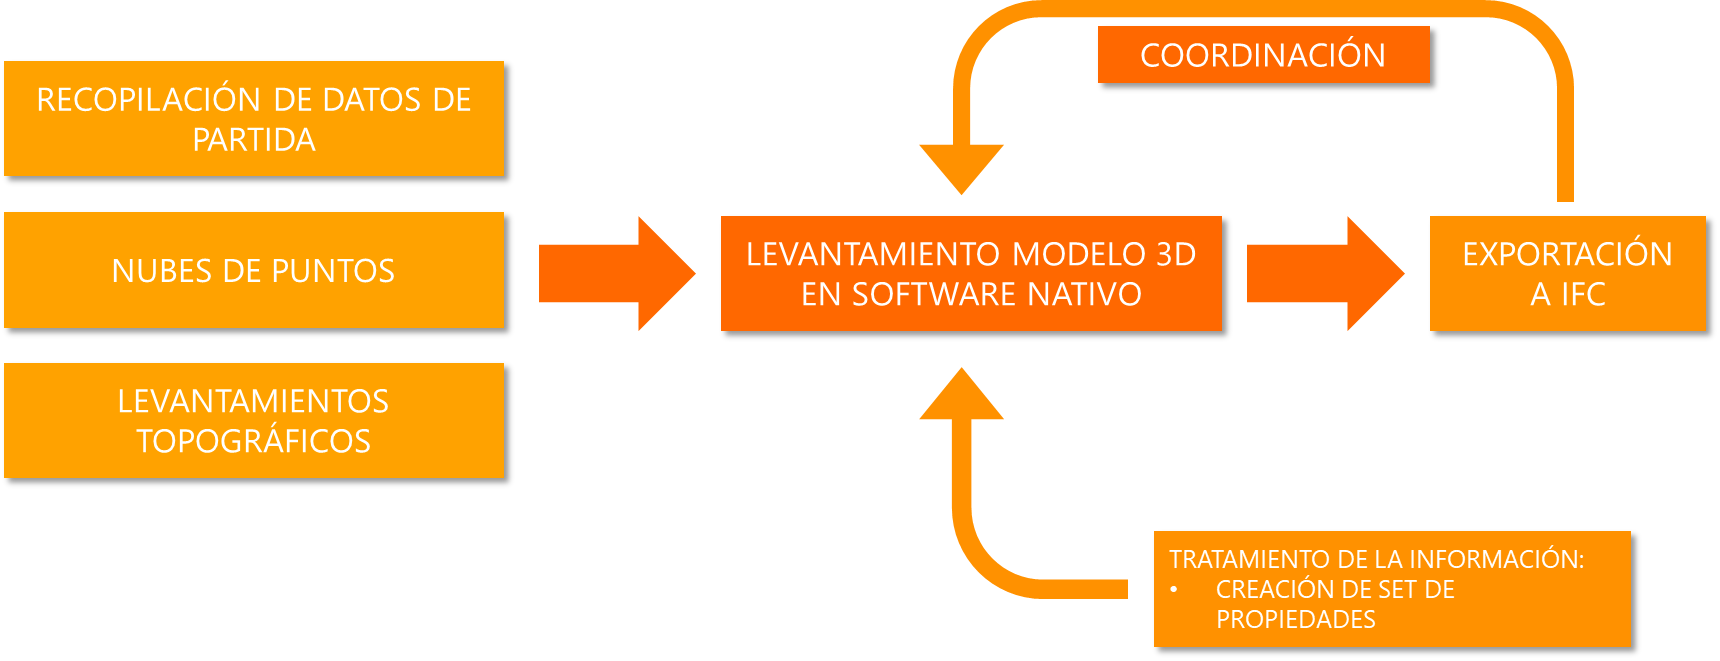 RECOPILACIÓN DE DATOS DE
PARTIDA
NUBES DE PUNTOS
LEVANTAMIENTOS
TOPOGRÁFICOS
COORDINACIÓN
LEVANTAMIENTO MODELO 3D
EN SOFTWARE NATIVO
EXPORTACIÓN
A IFC
TRATAMIENTO DE LA INFORMACIÓN:
• CREACIÓN DE SET DE
PROPIEDADES